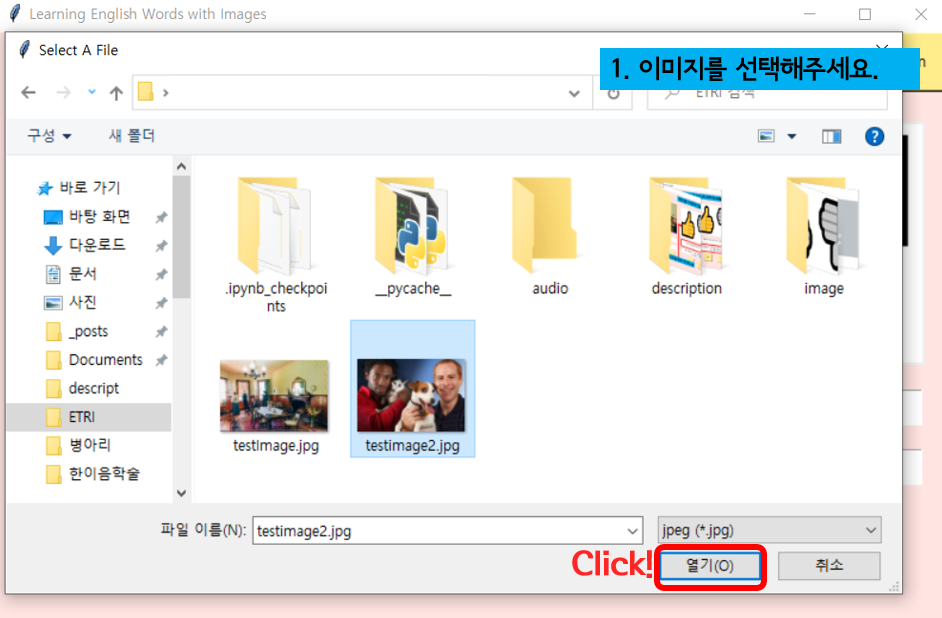 Learning English Words with Images
Select A File
1. 이미지를 선택해주세요.
ETRI 검색
구성
새 폴더
바로 가기
바탕 화면
다운로드
문서
사진
_posts
Documents
descript
ETRI
병아리
한이음학술
.ipynb_checkpoi
nts
__pycache__
audio
description
image
testImage.jpg
testimage2.jpg
파일 이름(N):
testimage2.jpg
jpeg (*.jpg)
Click!
열기(O)
취소